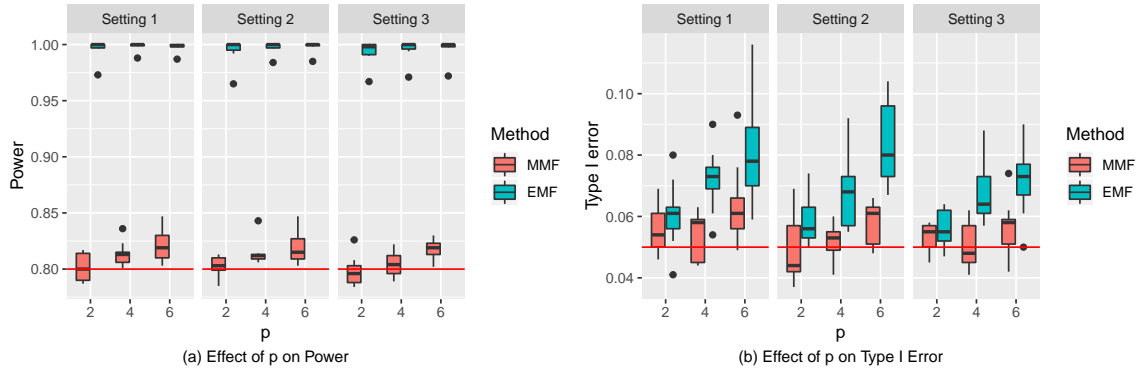 Setting 1 Setting 2 Setting 3
1.00
0.95
0.90
0.85
0.80
Power
2 4 6 2 4 6 2 4 6
p
Method
MMF
EMF
(a) Effect of p on Power
Setting 1 Setting 2 Setting 3
0.10
0.08
0.06
0.04
Type I error
2 4 6 2 4 6 2 4 6
p
Method
MMF
EMF
(b) Effect of p on Type I Error